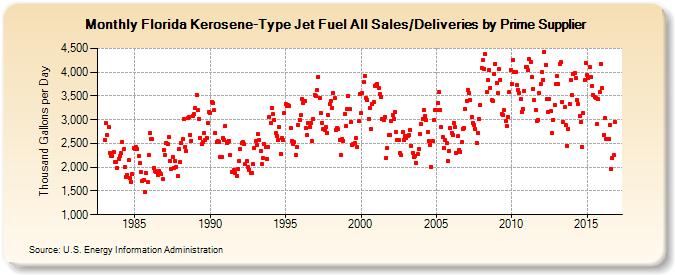 Monthly Florida Kerosene-Type Jet Fuel All Sales/Deliveries by Prime Supplier
Thousand Gallons per Day
4,500
4,000
3,500
3,000
2,500
2,000
1,500
1,000
1985 1990 1995 2000 2005 2010 2015
Source: U.S. Energy Information Administration